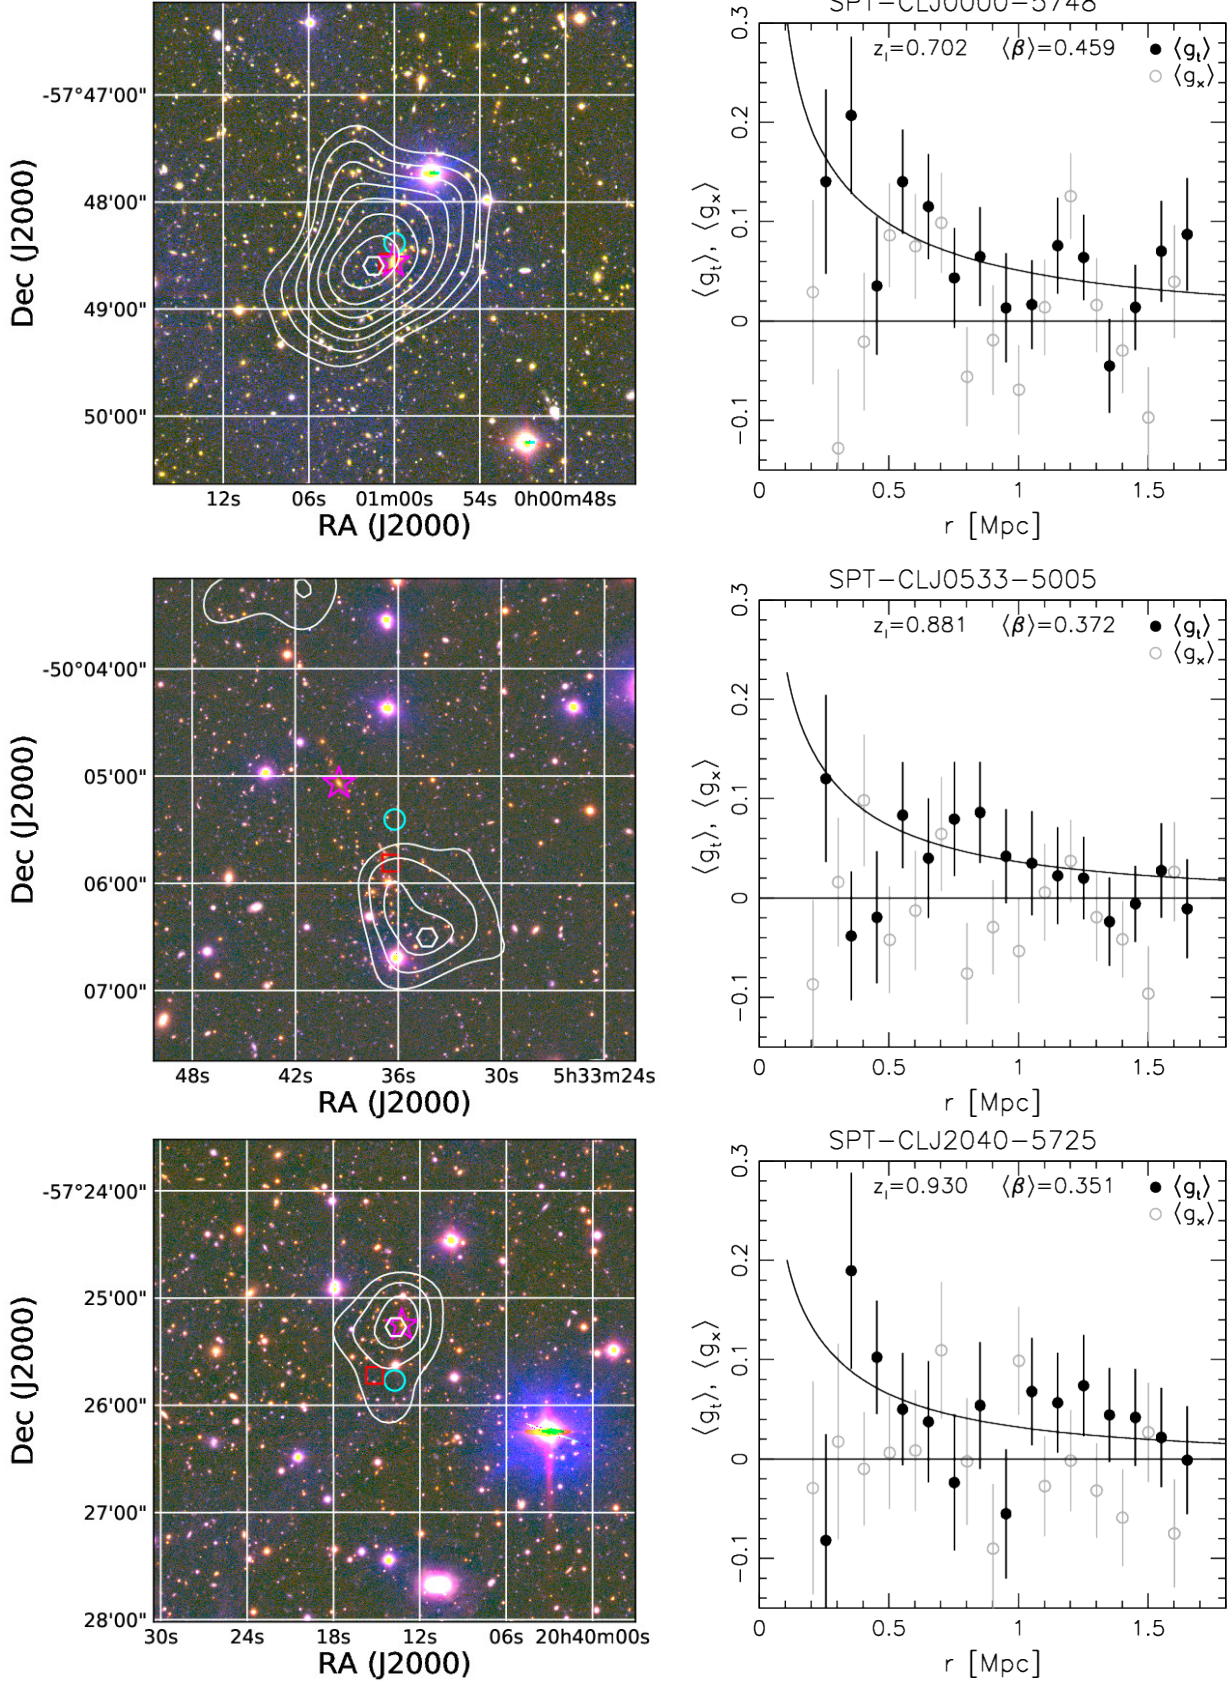 SPT-CLJ0000-5748
z_l=0.702 ⟨β⟩=0.459
⟨g_t⟩
⟨g_×⟩
-57°47'00"
48'00"
49'00"
50'00"
Dec (J2000)
12s 06s 01m00s 54s 0h00m48s
RA (J2000)
0.3
0.2
0.1
0
-0.1
⟨g_t⟩, ⟨g_×⟩
0 0.5 1 1.5
r [Mpc]
SPT-CLJ0533-5005
z_l=0.881 ⟨β⟩=0.372
⟨g_t⟩
⟨g_×⟩
-50°04'00"
05'00"
06'00"
07'00"
Dec (J2000)
48s 42s 36s 30s 5h33m24s
RA (J2000)
0.3
0.2
0.1
0
-0.1
⟨g_t⟩, ⟨g_×⟩
0 0.5 1 1.5
r [Mpc]
SPT-CLJ2040-5725
z_l=0.930 ⟨β⟩=0.351
⟨g_t⟩
⟨g_×⟩
-57°24'00"
25'00"
26'00"
27'00"
28'00"
Dec (J2000)
30s 24s 18s 12s 06s 20h40m00s
RA (J2000)
0.3
0.2
0.1
0
-0.1
⟨g_t⟩, ⟨g_×⟩
0 0.5 1 1.5
r [Mpc]